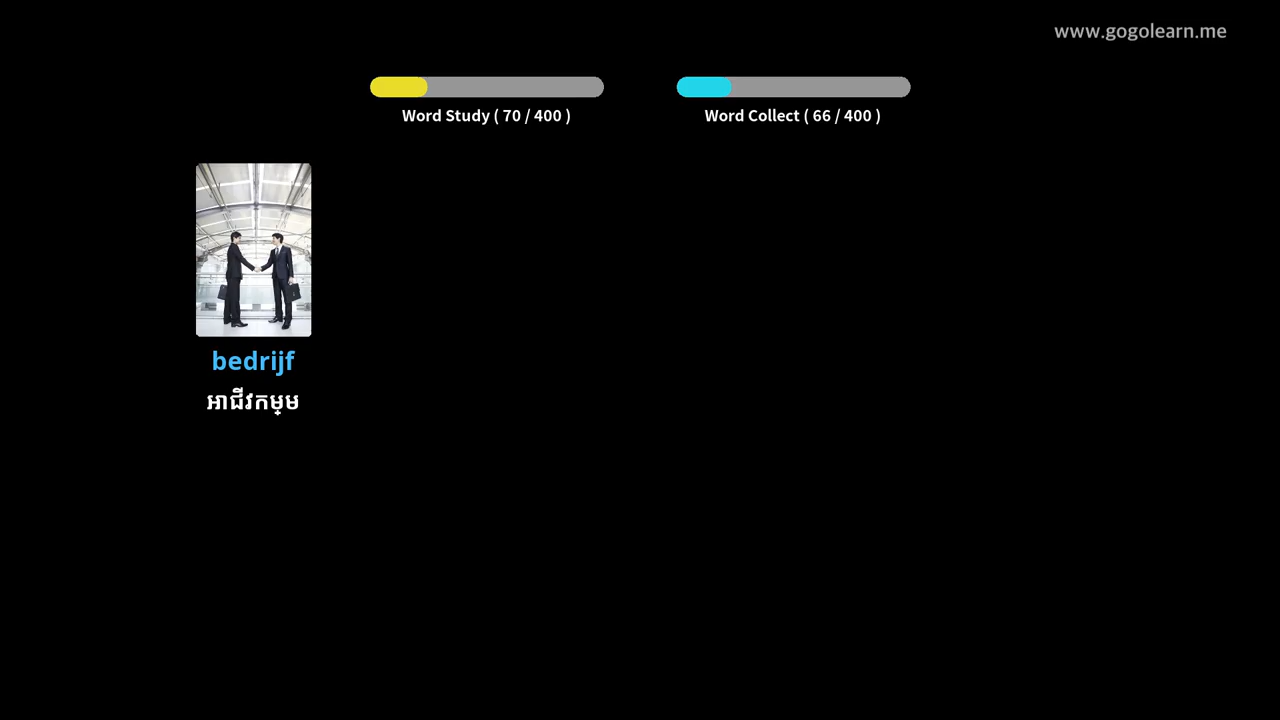 www.gogolearn.me
Word Study ( 70 / 400 )
Word Collect ( 66 / 400 )
bedrijf
អាជីវកម្ម